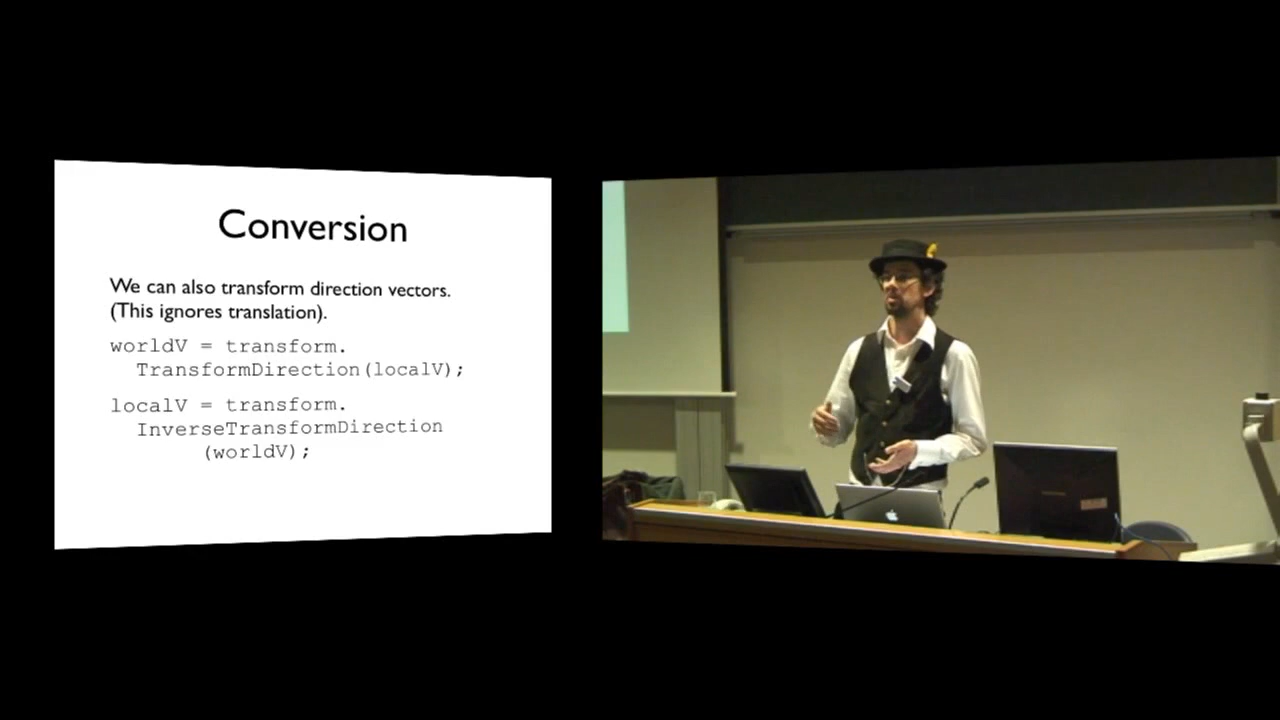 Conversion
We can also transform direction vectors.
(This ignores translation).
worldV = transform.
TransformDirection(localV);
localV = transform.
InverseTransformDirection
(worldV);